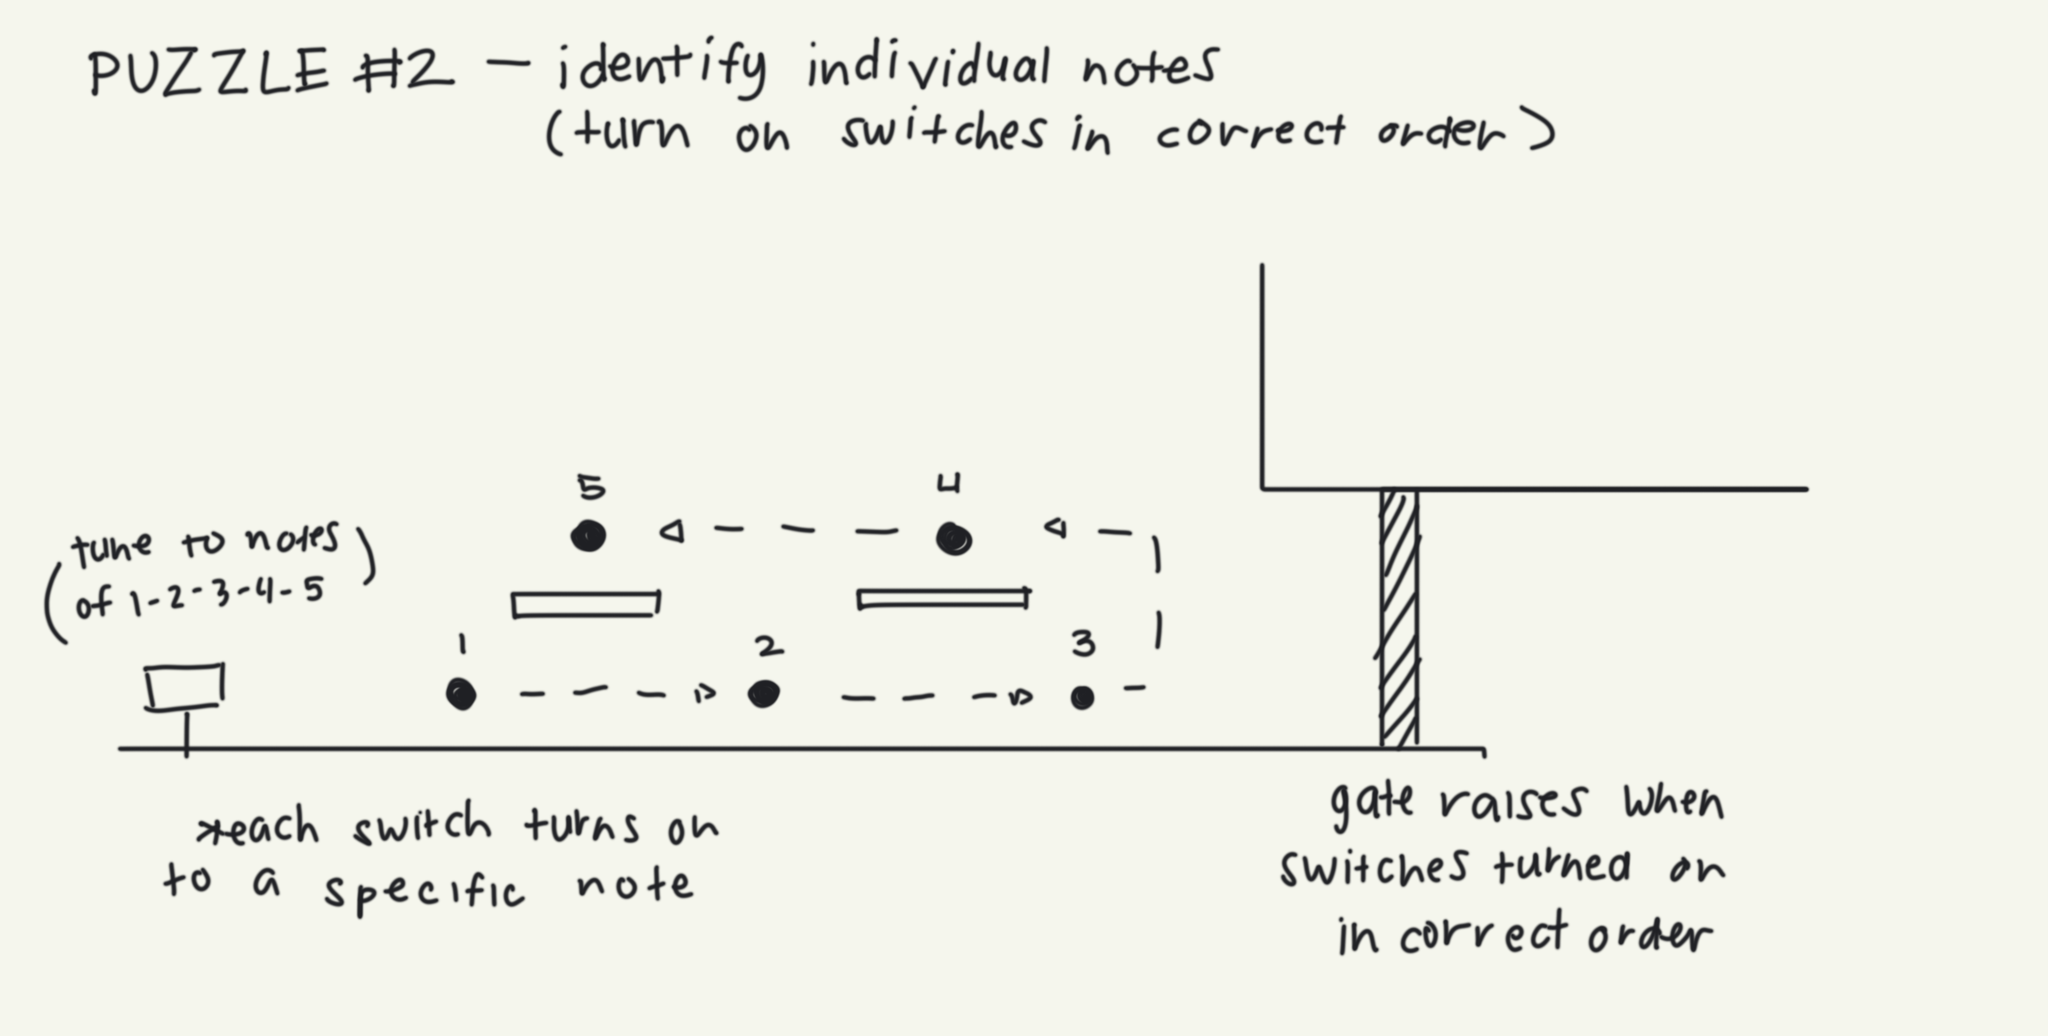 PUZZLE #2 — identify individual notes
(turn on switches in correct order)
5
4
(tune to notes)
of 1-2-3-4-5
1
2
3
*each switch turns on
to a specific note
gate raises when
switches turned on
in correct order